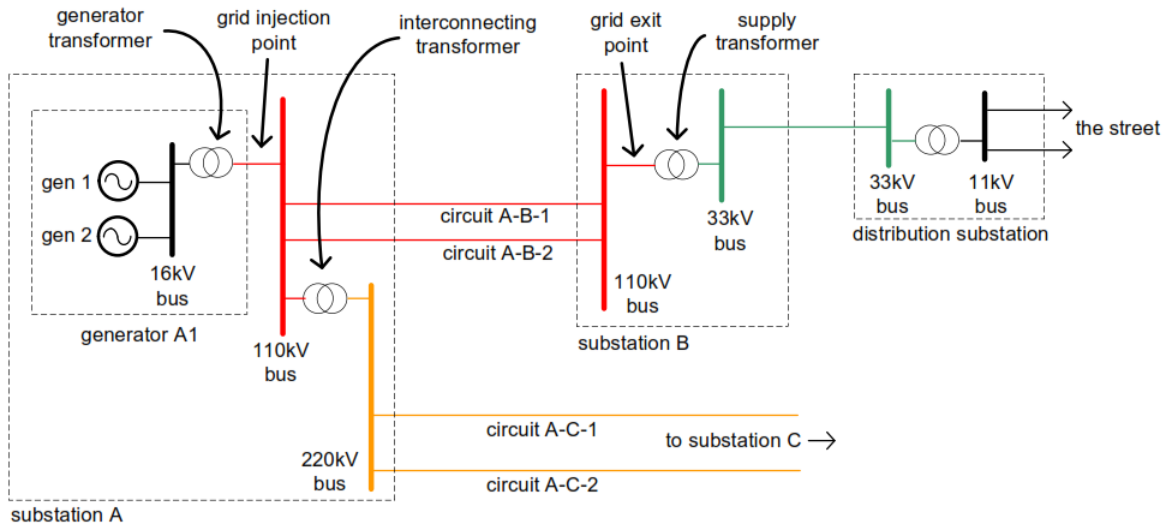 generator
transformer
grid injection
point
interconnecting
transformer
grid exit
point
supply
transformer
gen 1
gen 2
16kV
bus
generator A1
110kV
bus
220kV
bus
substation A
circuit A-B-1
circuit A-B-2
circuit A-C-1
circuit A-C-2
to substation C
110kV
bus
33kV
bus
substation B
33kV
bus
11kV
bus
distribution substation
the street